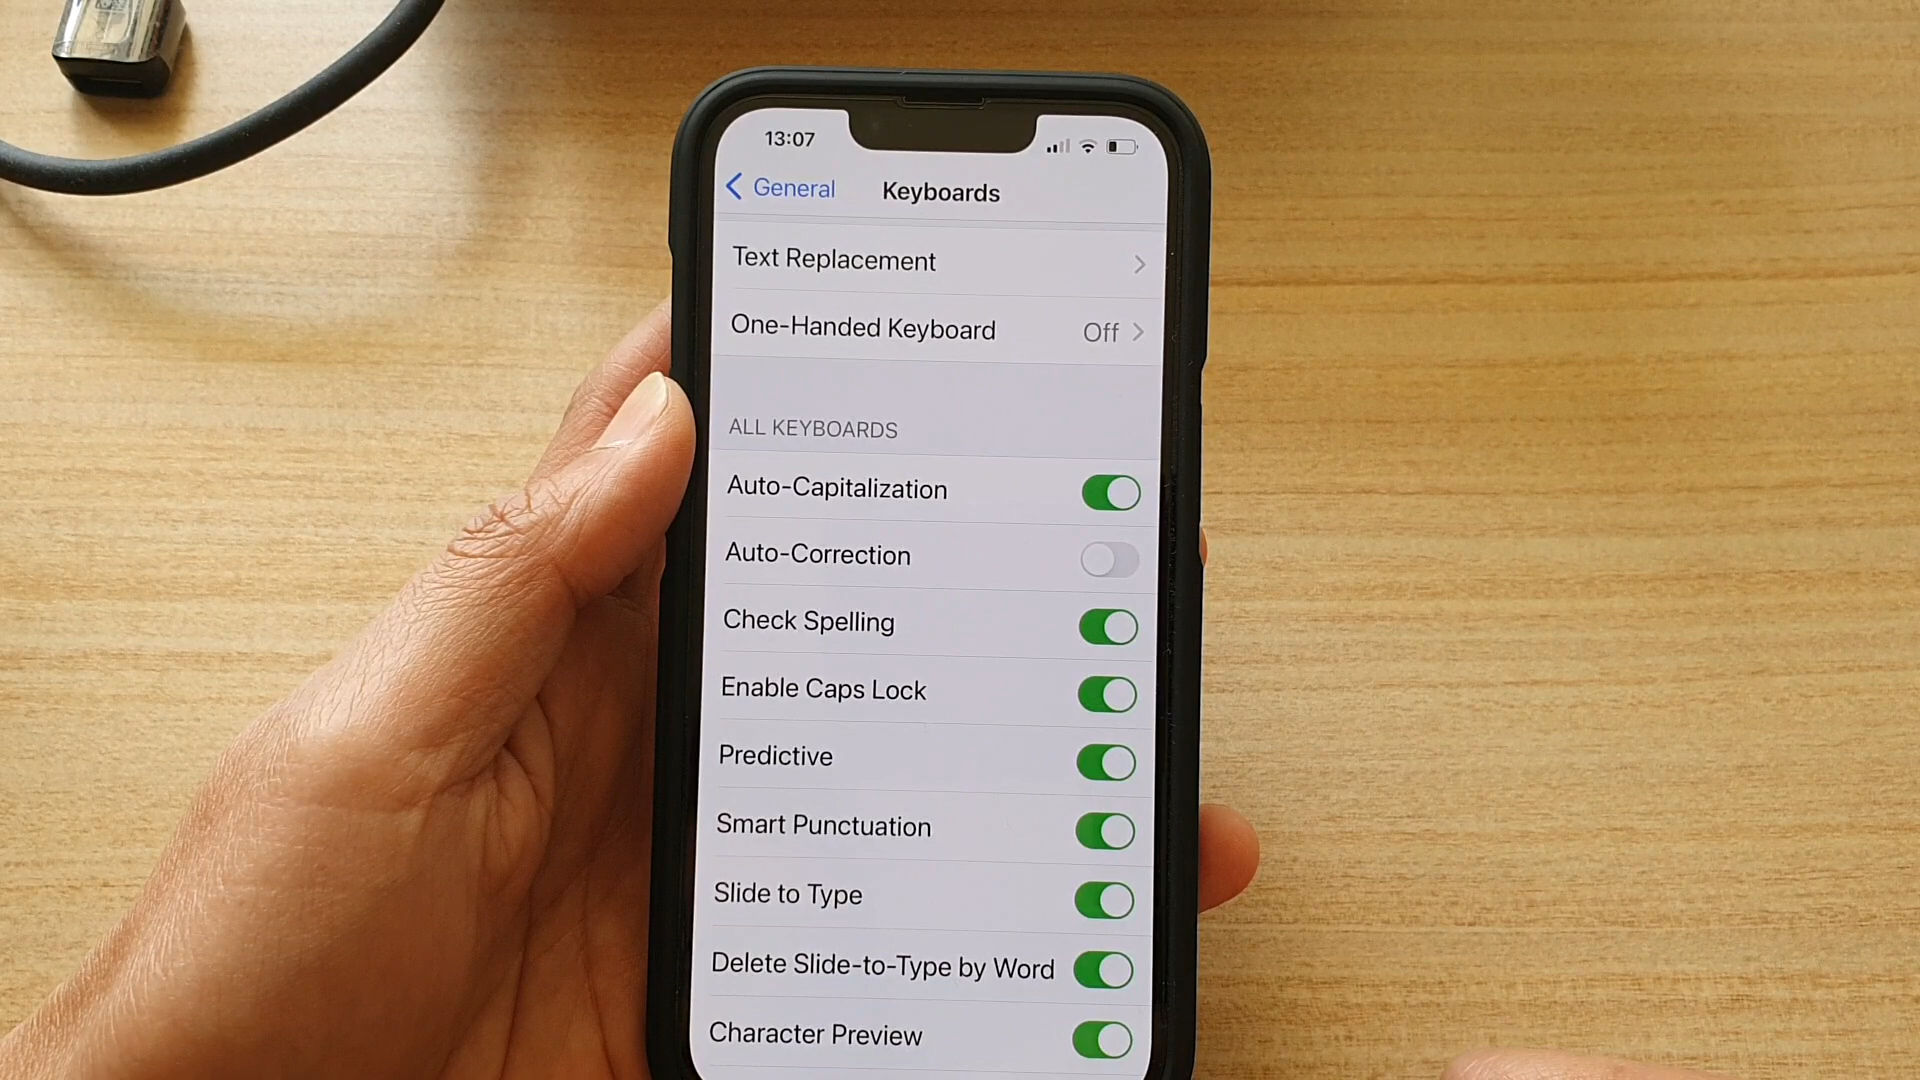 13:07
General Keyboards
Text Replacement
One-Handed Keyboard Off
ALL KEYBOARDS
Auto-Capitalization
Auto-Correction
Check Spelling
Enable Caps Lock
Predictive
Smart Punctuation
Slide to Type
Delete Slide-to-Type by Word
Character Preview